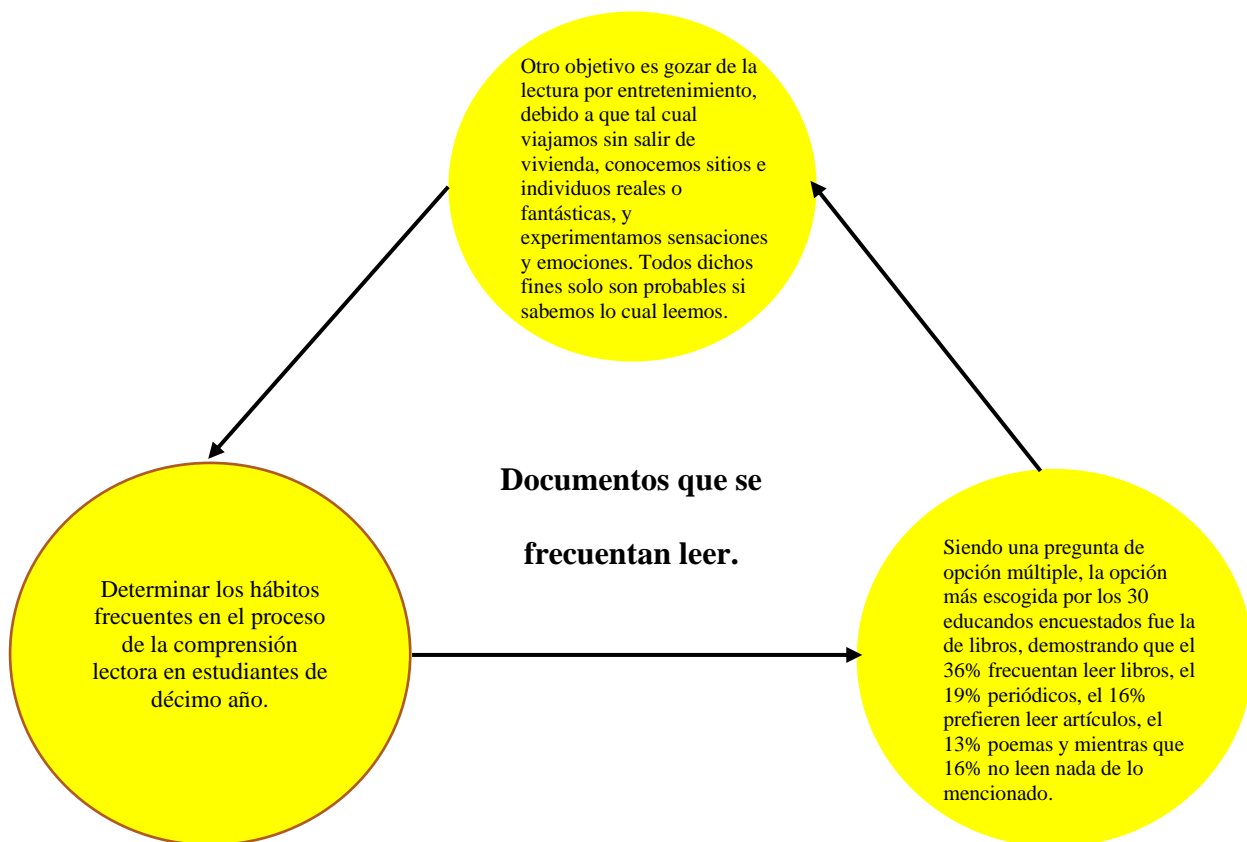 Otro objetivo es gozar de la
lectura por entretenimiento,
debido a que tal cual
viajamos sin salir de
vivienda, conocemos sitios e
individuos reales o
fantásticas, y
experimentamos sensaciones
y emociones. Todos dichos
fines solo son probables si
sabemos lo cual leemos.
Documentos que se
frecuentan leer.
Determinar los hábitos
frecuentes en el proceso
de la comprensión
lectora en estudiantes de
décimo año.
Siendo una pregunta de
opción múltiple, la opción
más escogida por los 30
educandos encuestados fue la
de libros, demostrando que el
36% frecuentan leer libros, el
19% periódicos, el 16%
prefieren leer artículos, el
13% poemas y mientras que
16% no leen nada de lo
mencionado.